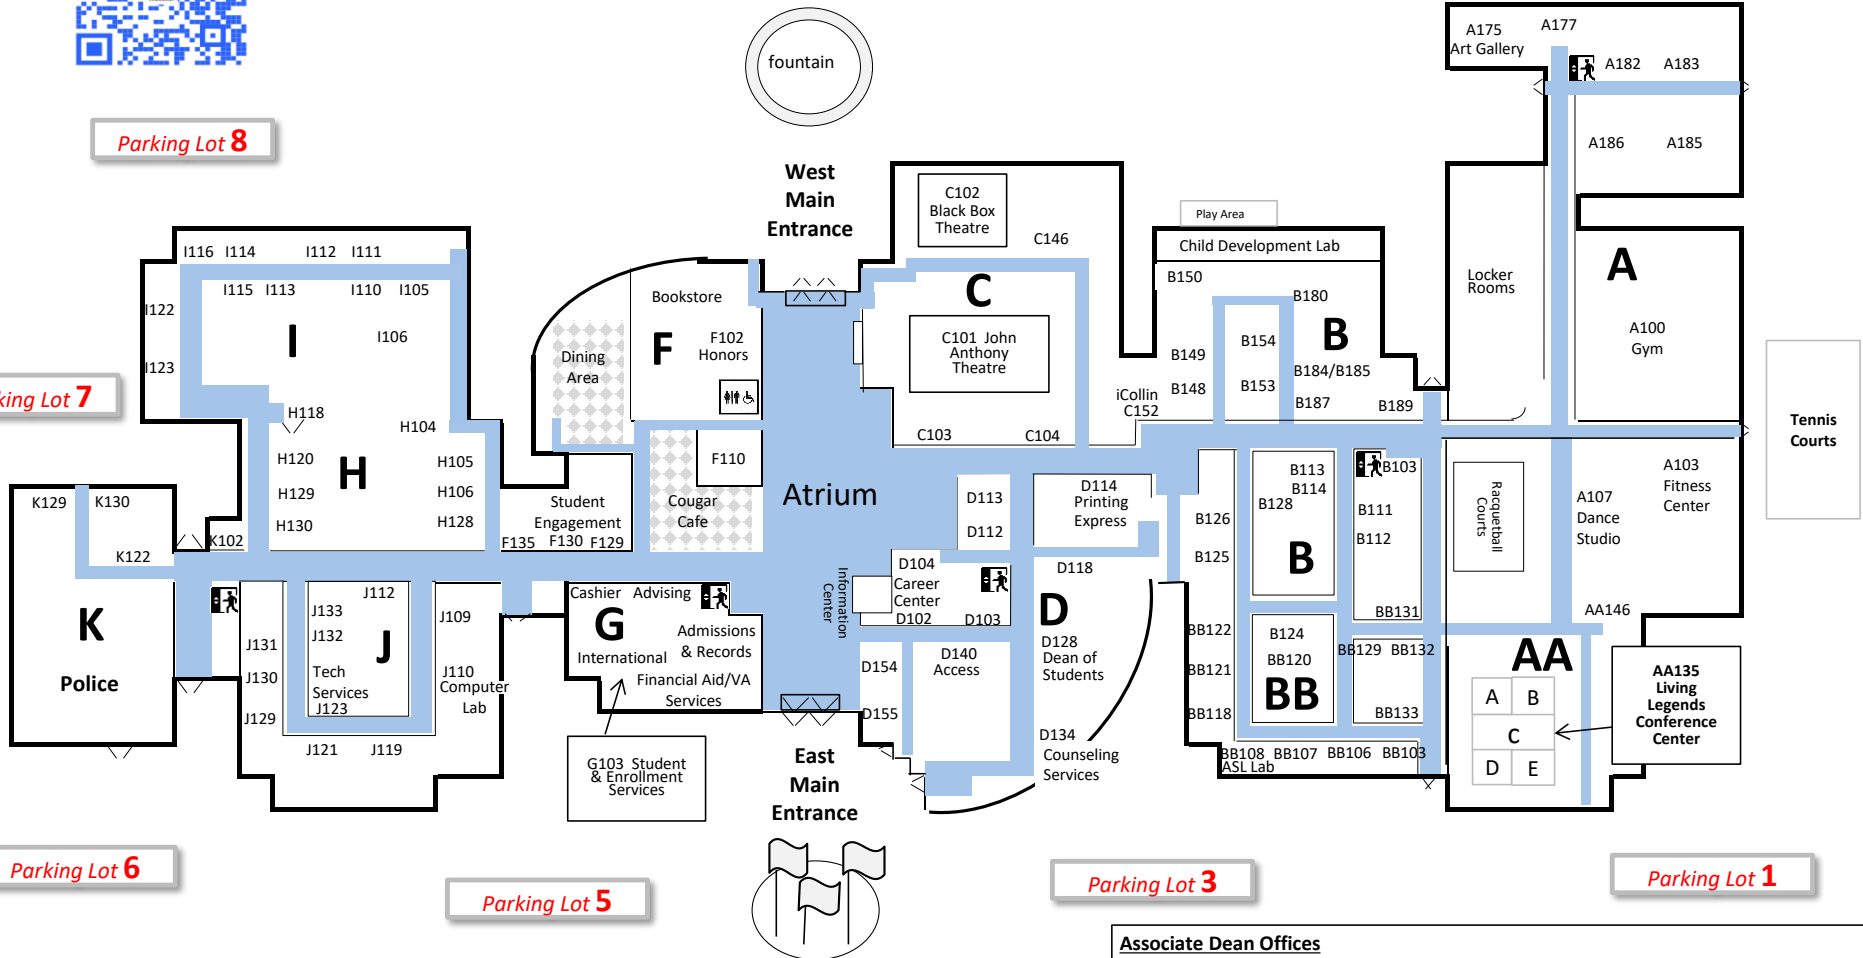 A175
Art Gallery
A177
A182 A183
fountain
Parking Lot 8
A186 A185
West
Main
Entrance
C102
Black Box
Theatre
C146
Play Area
Child Development Lab
I116 I114 I112 I111
I115 I113 I110 I105
I122
I106
I
I123
Bookstore
F
F102
Honors
Dining
Area
C
C101 John
Anthony
Theatre
B150
B180
B
B154
B149
B184/B185
B153
B148
iCollin
C152
B187
B189
Locker
Rooms
A
A100
Gym
Tennis
Courts
king Lot 7
H118
H104
H120
H
H105
H129
H106
H130
H128
C103 C104
F110
Cougar
Cafe
Atrium
D113
D112
D114
Printing
Express
B113
B114
B128
B103
B126
B111
B125
B112
B
Racquetball
Courts
A107
Dance
Studio
A103
Fitness
Center
K129 K130
K122
K102
Student
Engagement
F135 F130 F129
Information
Center
D104
Career
Center
D102 D103
D118
D
K
Police
J112
J133
J132
J131
J
J109
J130
Tech
Services
J123
J110
Computer
Lab
J129
J121 J119
Cashier Advising
G
Admissions
& Records
International
Financial Aid/VA
Services
G103 Student
& Enrollment
Services
D154
D155
D140
Access
D128
Dean of
Students
D134
Counseling
Services
BB131
AA146
BB122
B124
BB129 BB132
BB121
BB120
BB
BB118
BB133
BB108 BB107 BB106 BB103
ASL Lab
AA
A B
C
D E
AA135
Living
Legends
Conference
Center
East
Main
Entrance
Parking Lot 6
Parking Lot 5
Parking Lot 3
Parking Lot 1
Associate Dean Offices